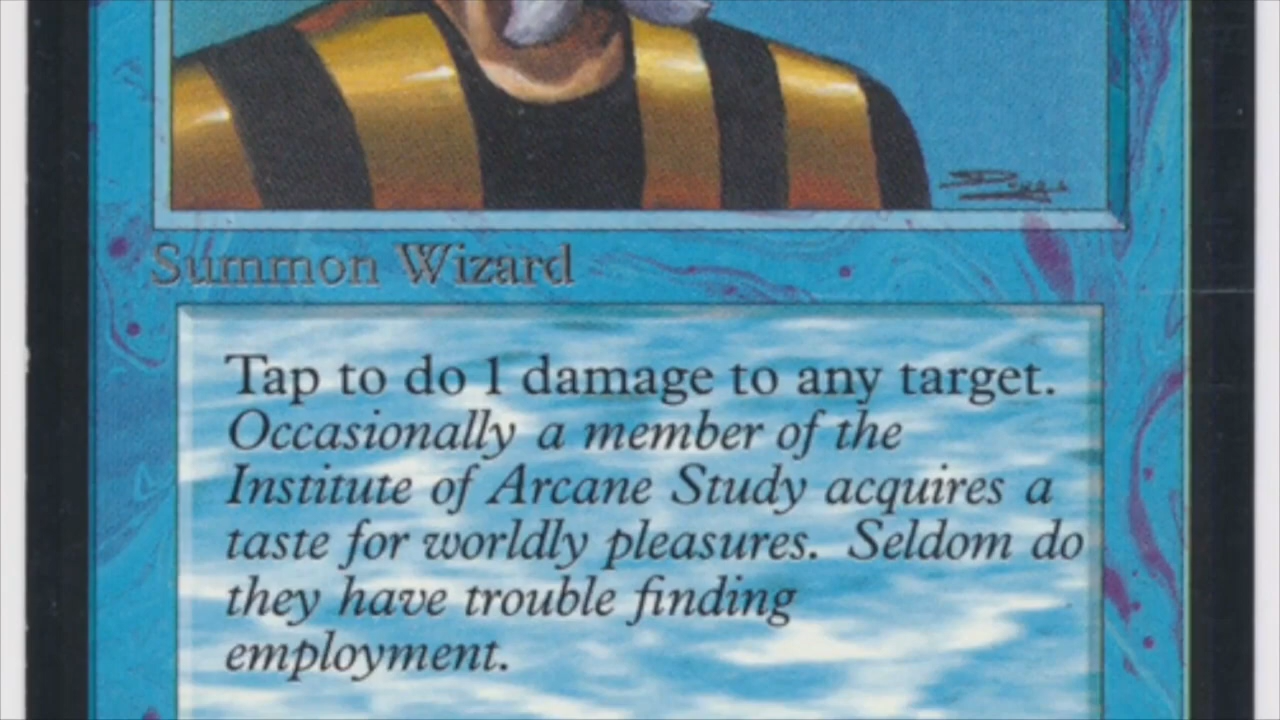 Summon Wizard
Tap to do 1 damage to any target.
Occasionally a member of the
Institute of Arcane Study acquires a
taste for worldly pleasures. Seldom do
they have trouble finding
employment.